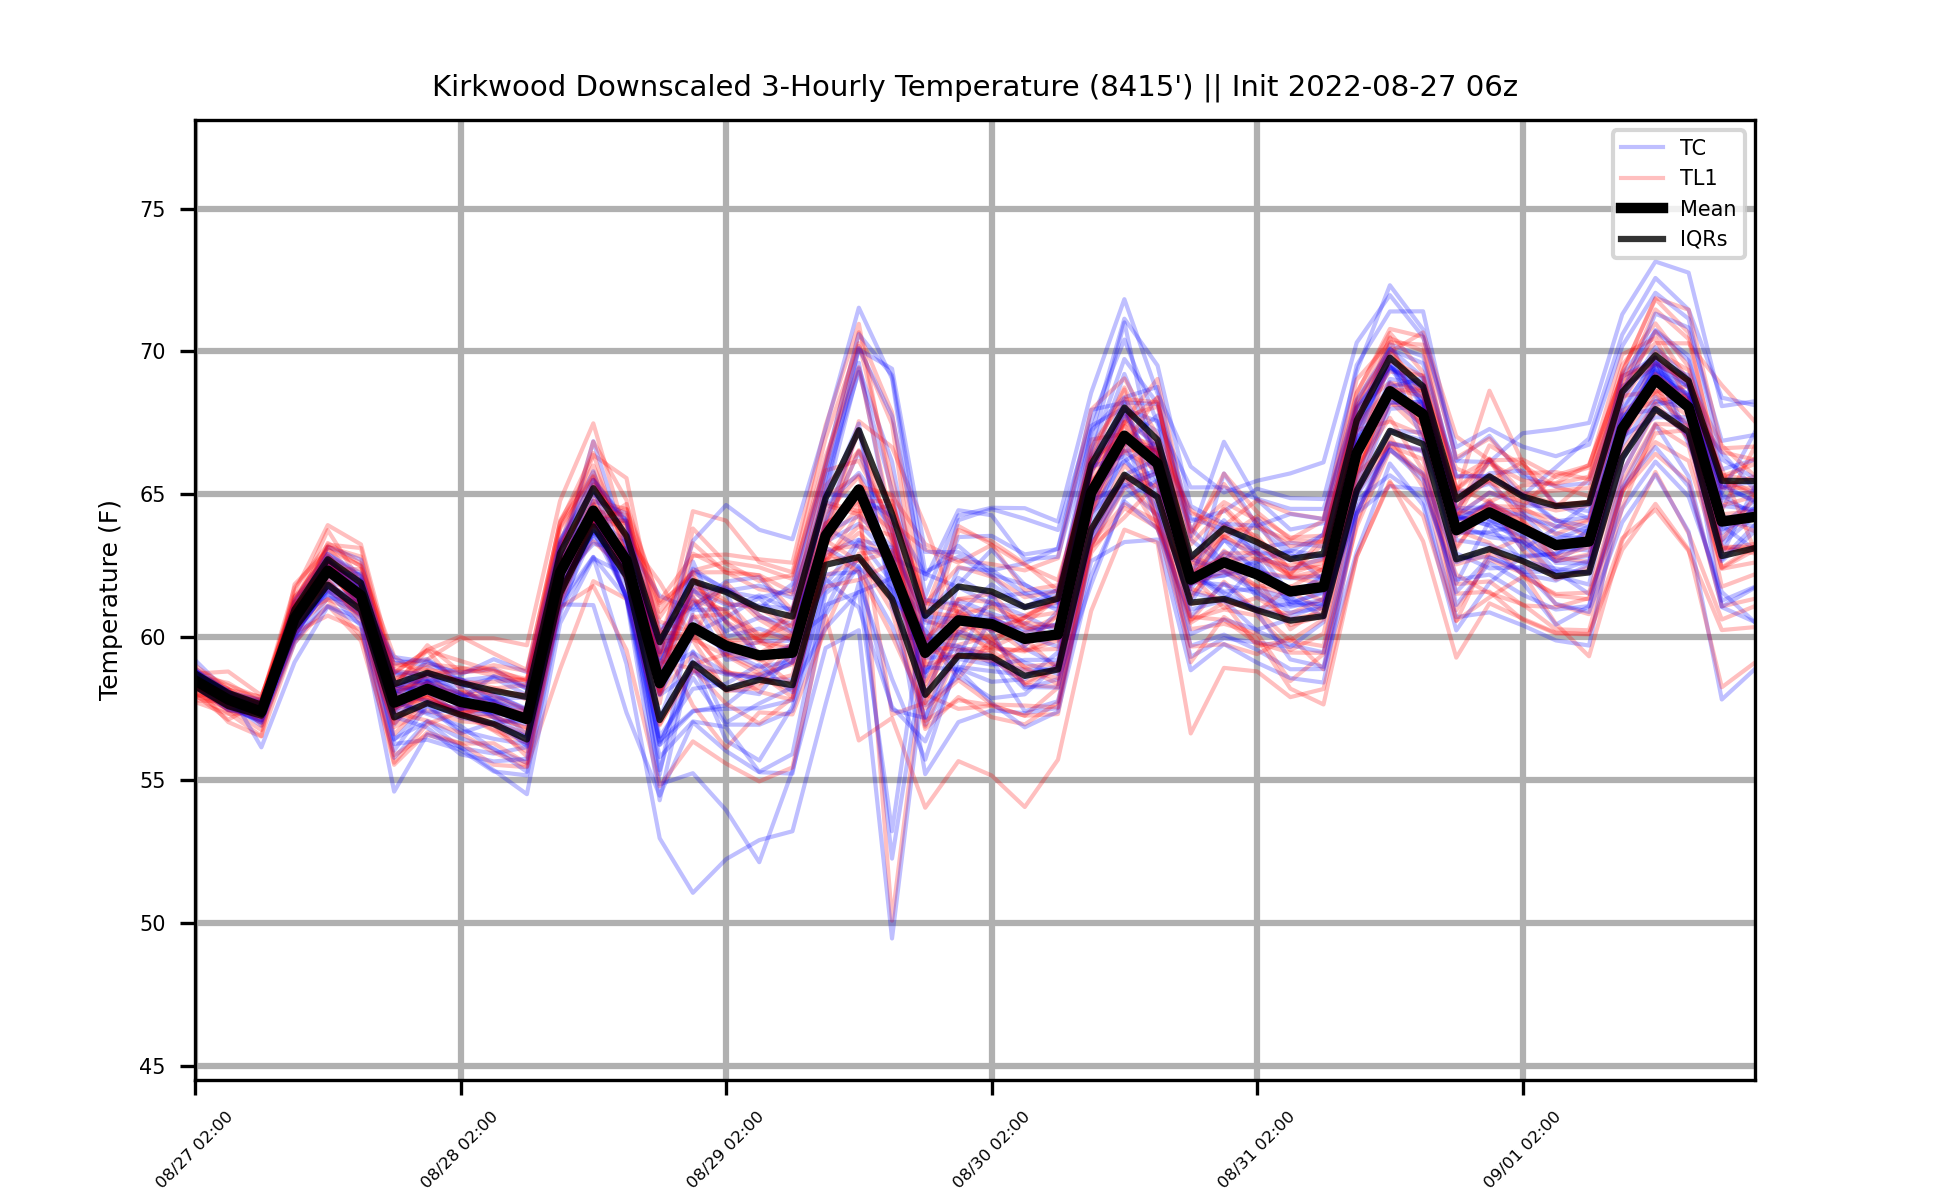 Kirkwood Downscaled 3-Hourly Temperature (8415') || Init 2022-08-27 06z
TC
TL1
Mean
IQRs
Temperature (F)
75
70
65
60
55
50
45
08/27 02:00
08/28 02:00
08/29 02:00
08/30 02:00
08/31 02:00
09/01 02:00